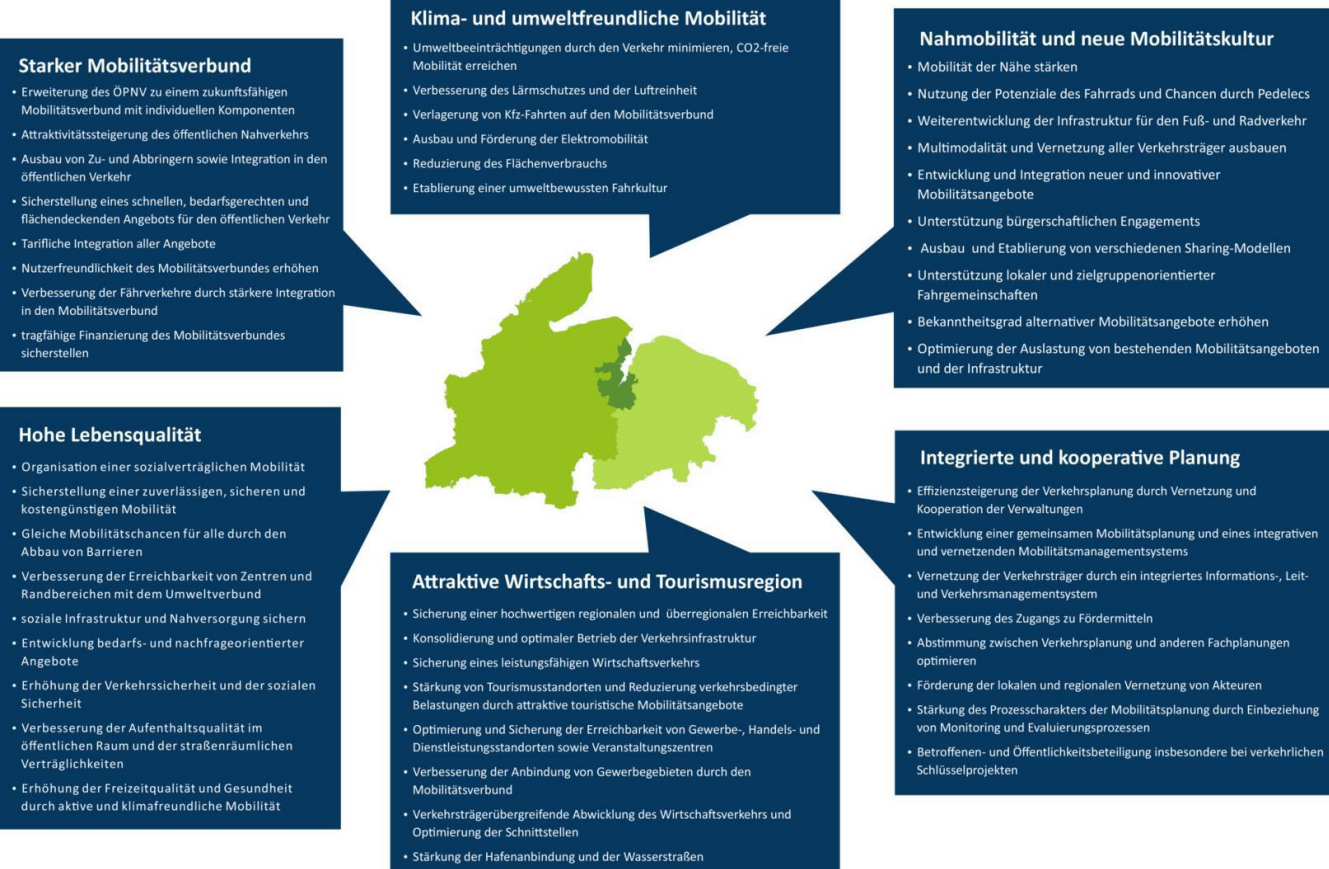 Starker Mobilitätsverbund
• Erweiterung des ÖPNV zu einem zukunftsfähigen
Mobilitätsverbund mit individuellen Komponenten
• Attraktivitätssteigerung des öffentlichen Nahverkehrs
• Ausbau von Zu- und Abbringern sowie Integration in den
öffentlichen Verkehr
• Sicherstellung eines schnellen, bedarfsgerechten und
flächendeckenden Angebots für den öffentlichen Verkehr
• Tarifliche Integration aller Angebote
• Nutzerfreundlichkeit des Mobilitätsverbundes erhöhen
• Verbesserung der Fährverkehre durch stärkere Integration
in den Mobilitätsverbund
• tragfähige Finanzierung des Mobilitätsverbundes
sicherstellen
Klima- und umweltfreundliche Mobilität
• Umweltbeeinträchtigungen durch den Verkehr minimieren, CO2-freie
Mobilität erreichen
• Verbesserung des Lärmschutzes und der Luftreinheit
• Verlagerung von Kfz-Fahrten auf den Mobilitätsverbund
• Ausbau und Förderung der Elektromobilität
• Reduzierung des Flächenverbrauchs
• Etablierung einer umweltbewussten Fahrkultur
Nahmobilität und neue Mobilitätskultur
• Mobilität der Nähe stärken
• Nutzung der Potenziale des Fahrrads und Chancen durch Pedelecs
• Weiterentwicklung der Infrastruktur für den Fuß- und Radverkehr
• Multimodalität und Vernetzung aller Verkehrsträger ausbauen
• Entwicklung und Integration neuer und innovativer
Mobilitätsangebote
• Unterstützung bürgerschaftlichen Engagements
• Ausbau und Etablierung von verschiedenen Sharing-Modellen
• Unterstützung lokaler und zielgruppenorientierter
Fahrgemeinschaften
• Bekanntheitsgrad alternativer Mobilitätsangebote erhöhen
• Optimierung der Auslastung von bestehenden Mobilitätsangeboten
und der Infrastruktur
Hohe Lebensqualität
• Organisation einer sozialverträglichen Mobilität
• Sicherstellung einer zuverlässigen, sicheren und
kostengünstigen Mobilität
• Gleiche Mobilitätschancen für alle durch den
Abbau von Barrieren
• Verbesserung der Erreichbarkeit von Zentren und
Randbereichen mit dem Umweltverbund
• soziale Infrastruktur und Nahversorgung sichern
• Entwicklung bedarfs- und nachfrageorientierter
Angebote
• Erhöhung der Verkehrssicherheit und der sozialen
Sicherheit
• Verbesserung der Aufenthaltsqualität im
öffentlichen Raum und der straßenräumlichen
Verträglichkeiten
• Erhöhung der Freizeitqualität und Gesundheit
durch aktive und klimafreundliche Mobilität
Attraktive Wirtschafts- und Tourismusregion
• Sicherung einer hochwertigen regionalen und überregionalen Erreichbarkeit
• Konsolidierung und optimaler Betrieb der Verkehrsinfrastruktur
• Sicherung eines leistungsfähigen Wirtschaftsverkehrs
• Stärkung von Tourismusstandorten und Reduzierung verkehrsbedingter
Belastungen durch attraktive touristische Mobilitätsangebote
• Optimierung und Sicherung der Erreichbarkeit von Gewerbe-, Handels- und
Dienstleistungsstandorten sowie Veranstaltungszentren
• Verbesserung der Anbindung von Gewerbegebieten durch den
Mobilitätsverbund
• Verkehrsträgerübergreifende Abwicklung des Wirtschaftsverkehrs und
Optimierung der Schnittstellen
• Stärkung der Hafenanbindung und der Wasserstraßen
Integrierte und kooperative Planung
• Effizienzsteigerung der Verkehrsplanung durch Vernetzung und
Kooperation der Verwaltungen
• Entwicklung einer gemeinsamen Mobilitätsplanung und eines integrativen
und vernetzenden Mobilitätsmanagementsystems
• Vernetzung der Verkehrsträger durch ein integriertes Informations-, Leit-
und Verkehrsmanagementsystem
• Verbesserung des Zugangs zu Fördermitteln
• Abstimmung zwischen Verkehrsplanung und anderen Fachplanungen
optimieren
• Förderung der lokalen und regionalen Vernetzung von Akteuren
• Stärkung des Prozesscharakters der Mobilitätsplanung durch Einbeziehung
von Monitoring und Evaluierungsprozessen
• Betroffenen- und Öffentlichkeitsbeteiligung insbesondere bei verkehrlichen
Schlüsselprojekten